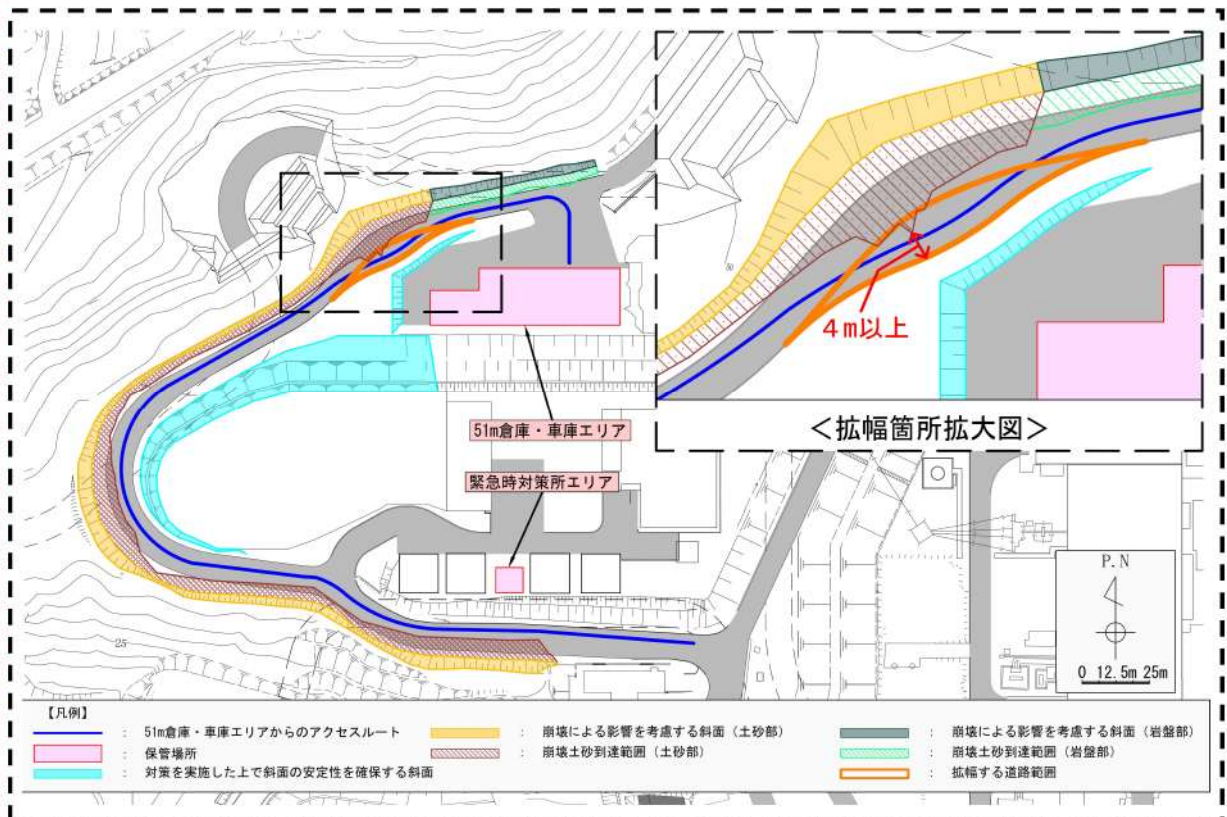 4m以上
<拡幅箇所拡大図>
51m倉庫・車庫エリア
緊急時対策所エリア
25
P.N
0 12.5m 25m
【凡例】
: 51m倉庫・車庫エリアからのアクセスルート
: 崩壊による影響を考慮する斜面(土砂部)
: 崩壊による影響を考慮する斜面(岩盤部)
: 保管場所
: 崩壊土砂到達範囲(土砂部)
: 崩壊土砂到達範囲(岩盤部)
: 対策を実施した上で斜面の安定性を確保する斜面
: 拡幅する道路範囲